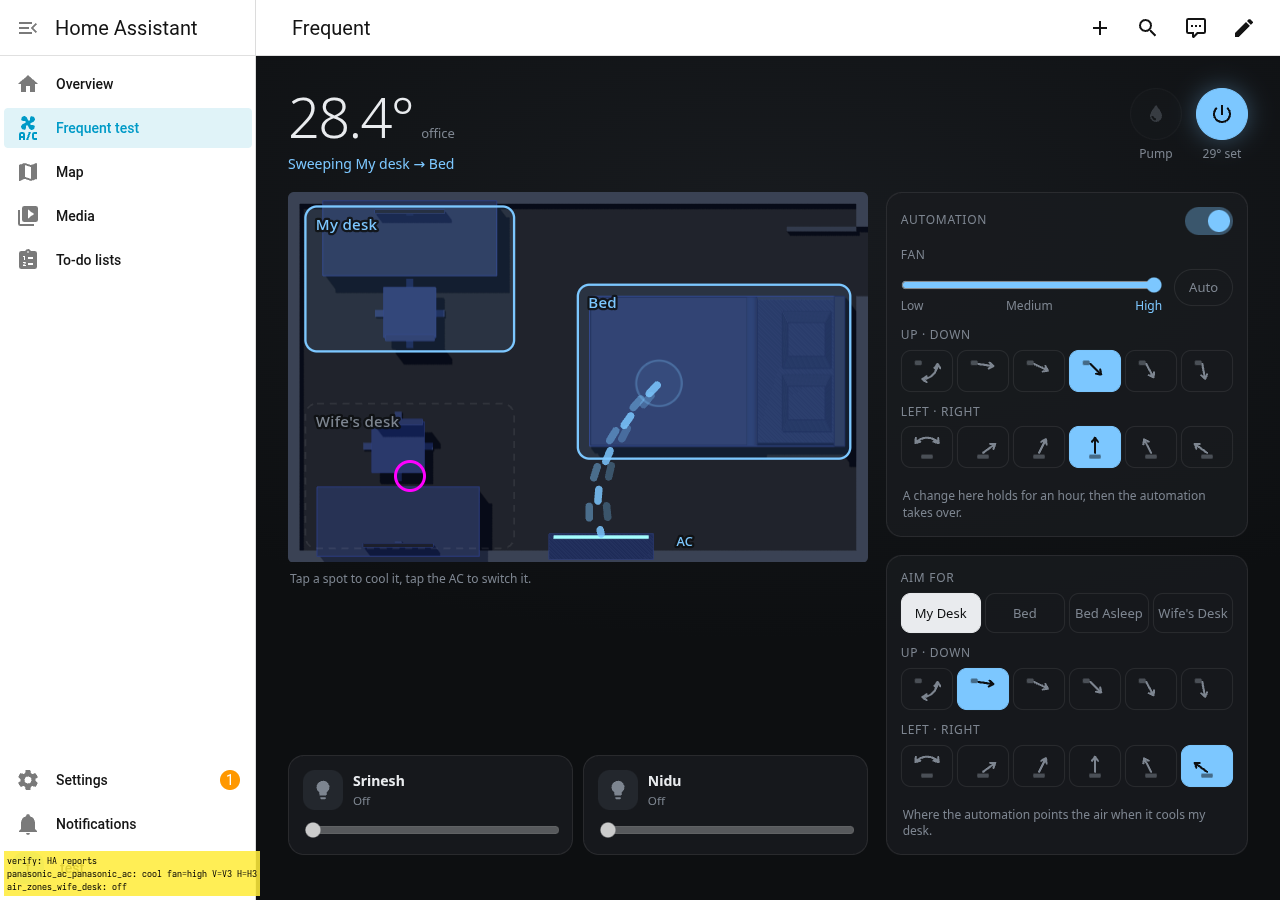 Home Assistant
Frequent
Overview
A/C
Frequent test
Map
Media
To-do lists
Settings
1
Notifications
verify: HA reports
panasonic_ac_panasonic_ac: cool fan=high V=V3 H=H3
air_zones_wife_desk: off
28.4°
office
Sweeping My desk → Bed
Pump
29° set
My desk
Bed
Wife's desk
AC
Tap a spot to cool it, tap the AC to switch it.
Srinesh
Off
Nidu
Off
AUTOMATION
FAN
Low
Medium
High
Auto
UP · DOWN
LEFT · RIGHT
A change here holds for an hour, then the automation
takes over.
AIM FOR
My Desk
Bed
Bed Asleep
Wife's Desk
UP · DOWN
LEFT · RIGHT
Where the automation points the air when it cools my
desk.